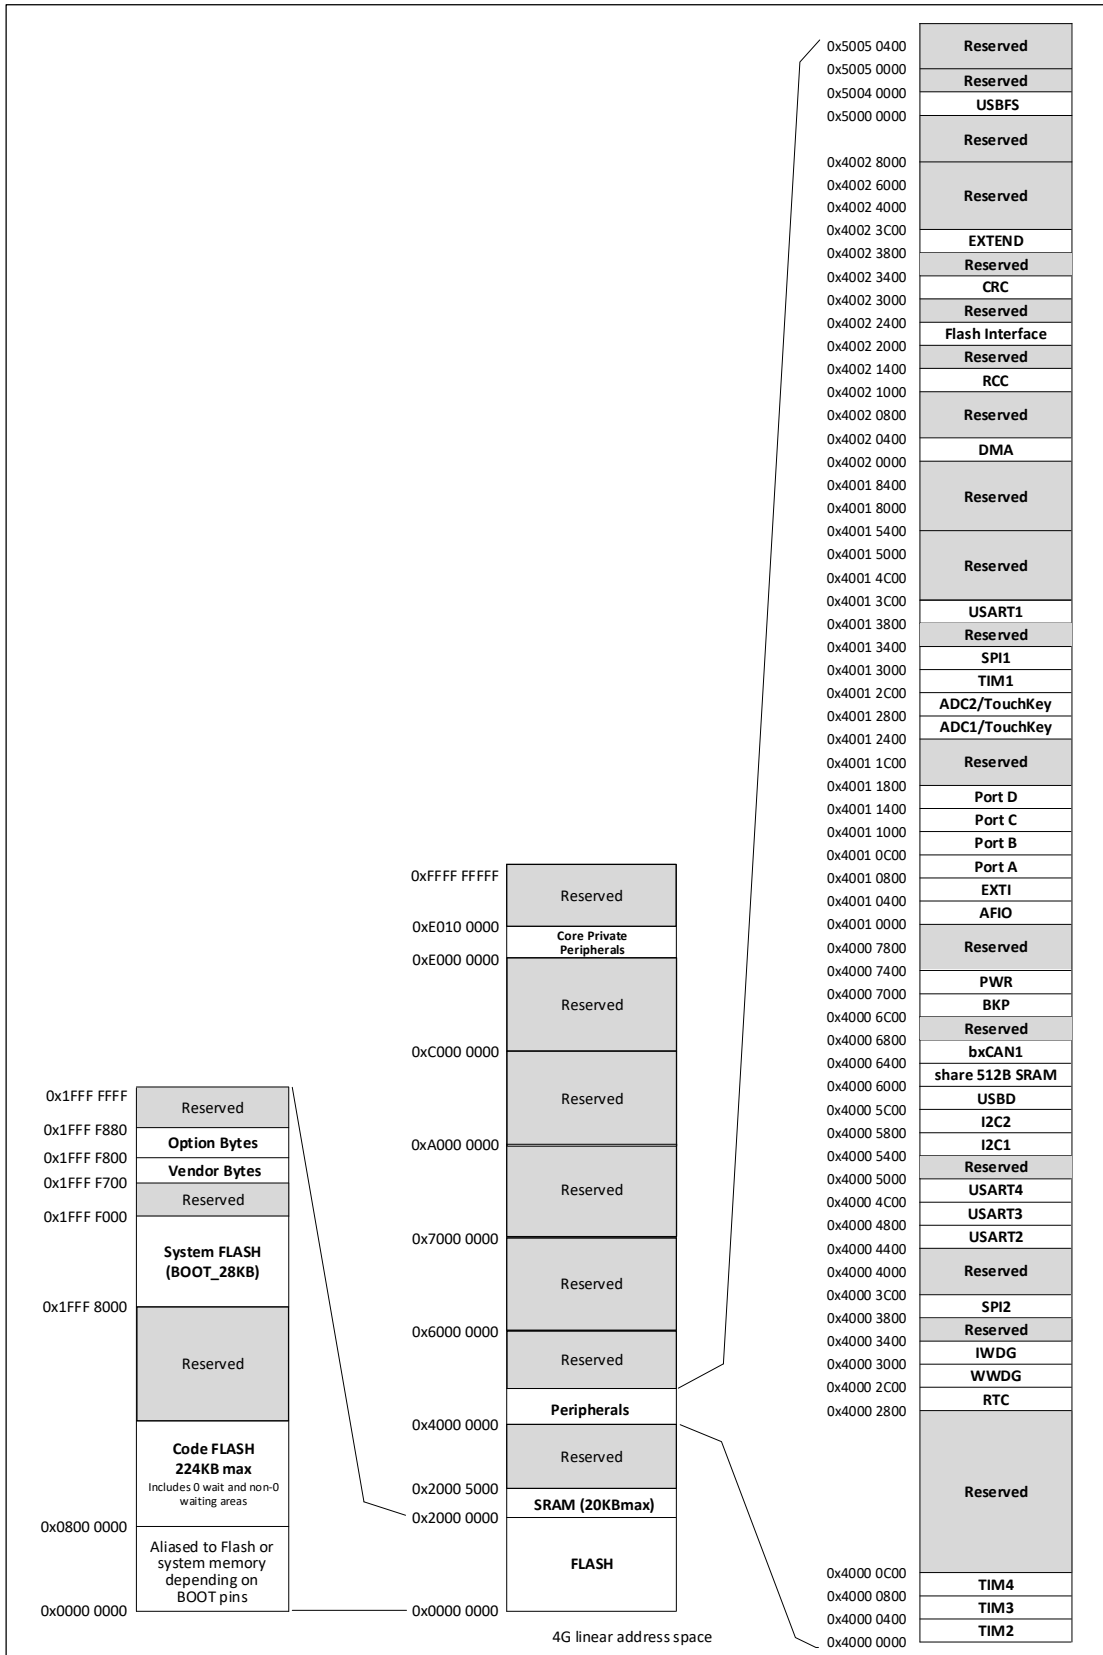 0x5005 0400
Reserved
0x5005 0000
Reserved
0x5004 0000
USBFS
0x5000 0000
Reserved
0x4002 8000
0x4002 6000
Reserved
0x4002 4000
0x4002 3C00
EXTEND
0x4002 3800
Reserved
0x4002 3400
CRC
0x4002 3000
Reserved
0x4002 2400
Flash Interface
0x4002 2000
Reserved
0x4002 1400
RCC
0x4002 1000
Reserved
0x4002 0800
0x4002 0400
DMA
0x4002 0000
0x4001 8400
Reserved
0x4001 8000
0x4001 5400
0x4001 5000
Reserved
0x4001 4C00
0x4001 3C00
USART1
0x4001 3800
Reserved
0x4001 3400
SPI1
0x4001 3000
TIM1
0x4001 2C00
ADC2/TouchKey
0x4001 2800
ADC1/TouchKey
0x4001 2400
Reserved
0x4001 1C00
0x4001 1800
Port D
0x4001 1400
Port C
0x4001 1000
Port B
0x4001 0C00
Port A
0x4001 0800
EXTI
0x4001 0400
AFIO
0x4001 0000
Reserved
0x4000 7800
0x4000 7400
PWR
0x4000 7000
BKP
0x4000 6C00
Reserved
0x4000 6800
bxCAN1
0x4000 6400
share 512B SRAM
0x4000 6000
USBD
0x4000 5C00
I2C2
0x4000 5800
I2C1
0x4000 5400
Reserved
0x4000 5000
USART4
0x4000 4C00
USART3
0x4000 4800
USART2
0x4000 4400
Reserved
0x4000 4000
0x4000 3C00
SPI2
0x4000 3800
Reserved
0x4000 3400
IWDG
0x4000 3000
WWDG
0x4000 2C00
RTC
0x4000 2800
Reserved
0x4000 0C00
TIM4
0x4000 0800
TIM3
0x4000 0400
TIM2
0x4000 0000
0xFFFF FFFFF
Reserved
0xE010 0000
Core Private
Peripherals
0xE000 0000
Reserved
0xC000 0000
Reserved
0xA000 0000
Reserved
0x7000 0000
Reserved
0x6000 0000
Reserved
Peripherals
0x4000 0000
Reserved
0x2000 5000
SRAM (20KBmax)
0x2000 0000
FLASH
0x0000 0000
4G linear address space
0x1FFF FFFF
Reserved
0x1FFF F880
Option Bytes
0x1FFF F800
Vendor Bytes
0x1FFF F700
Reserved
0x1FFF F000
System FLASH
(BOOT_28KB)
0x1FFF 8000
Reserved
Code FLASH
224KB max
Includes 0 wait and non-0
waiting areas
0x0800 0000
Aliased to Flash or
system memory
depending on
BOOT pins
0x0000 0000